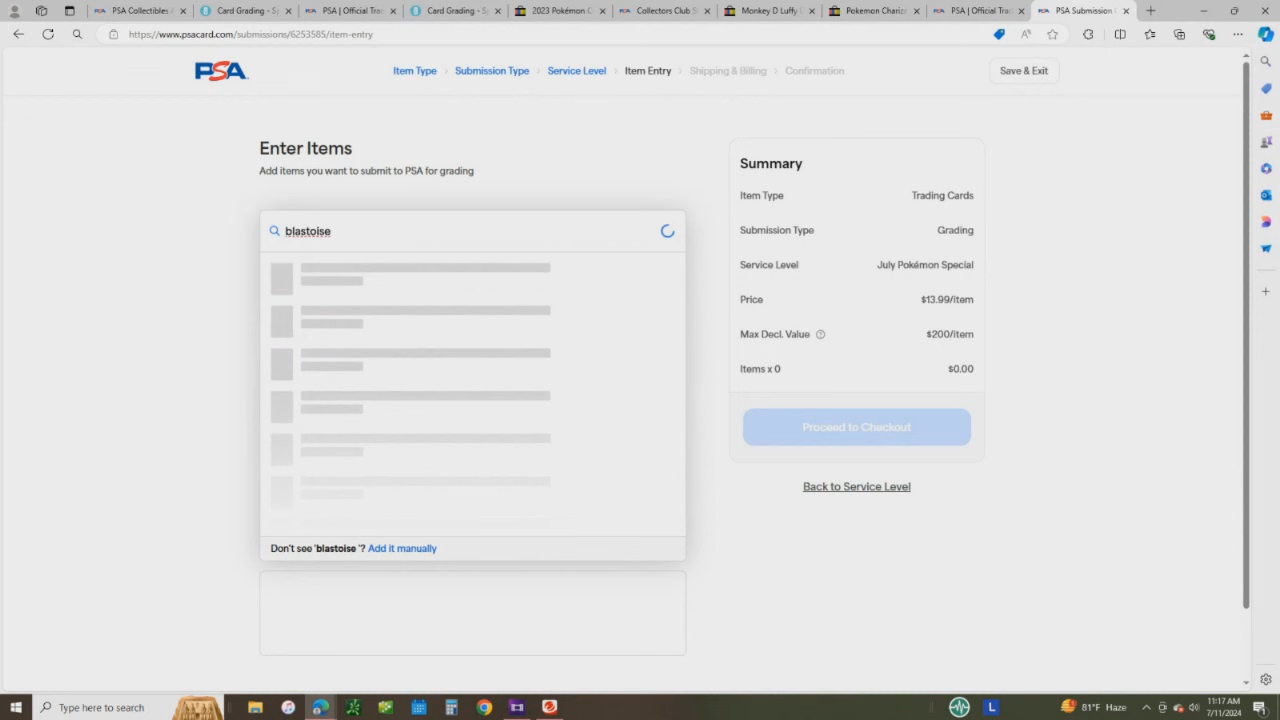 PSA Collectibles A
Card Grading - Sp
PSA | Official Trad
Card Grading - Sp
2023 Pokémon C
Collectors Club S
Monkey D Luffy
Pokemon Chariz
PSA | Official Trad
PSA Submission
https://www.psacard.com/submissions/6253585/item-entry
PSA
Item Type
Submission Type
Service Level
Item Entry
Shipping & Billing
Confirmation
Save & Exit
Enter Items
Add items you want to submit to PSA for grading
blastoise
Don't see 'blastoise '? Add it manually
Summary
Item Type Trading Cards
Submission Type Grading
Service Level July Pokémon Special
Price $13.99/item
Max Decl. Value $200/item
Items x 0 $0.00
Proceed to Checkout
Back to Service Level
Type here to search
L
81°F Haze
11:17 AM
7/11/2024